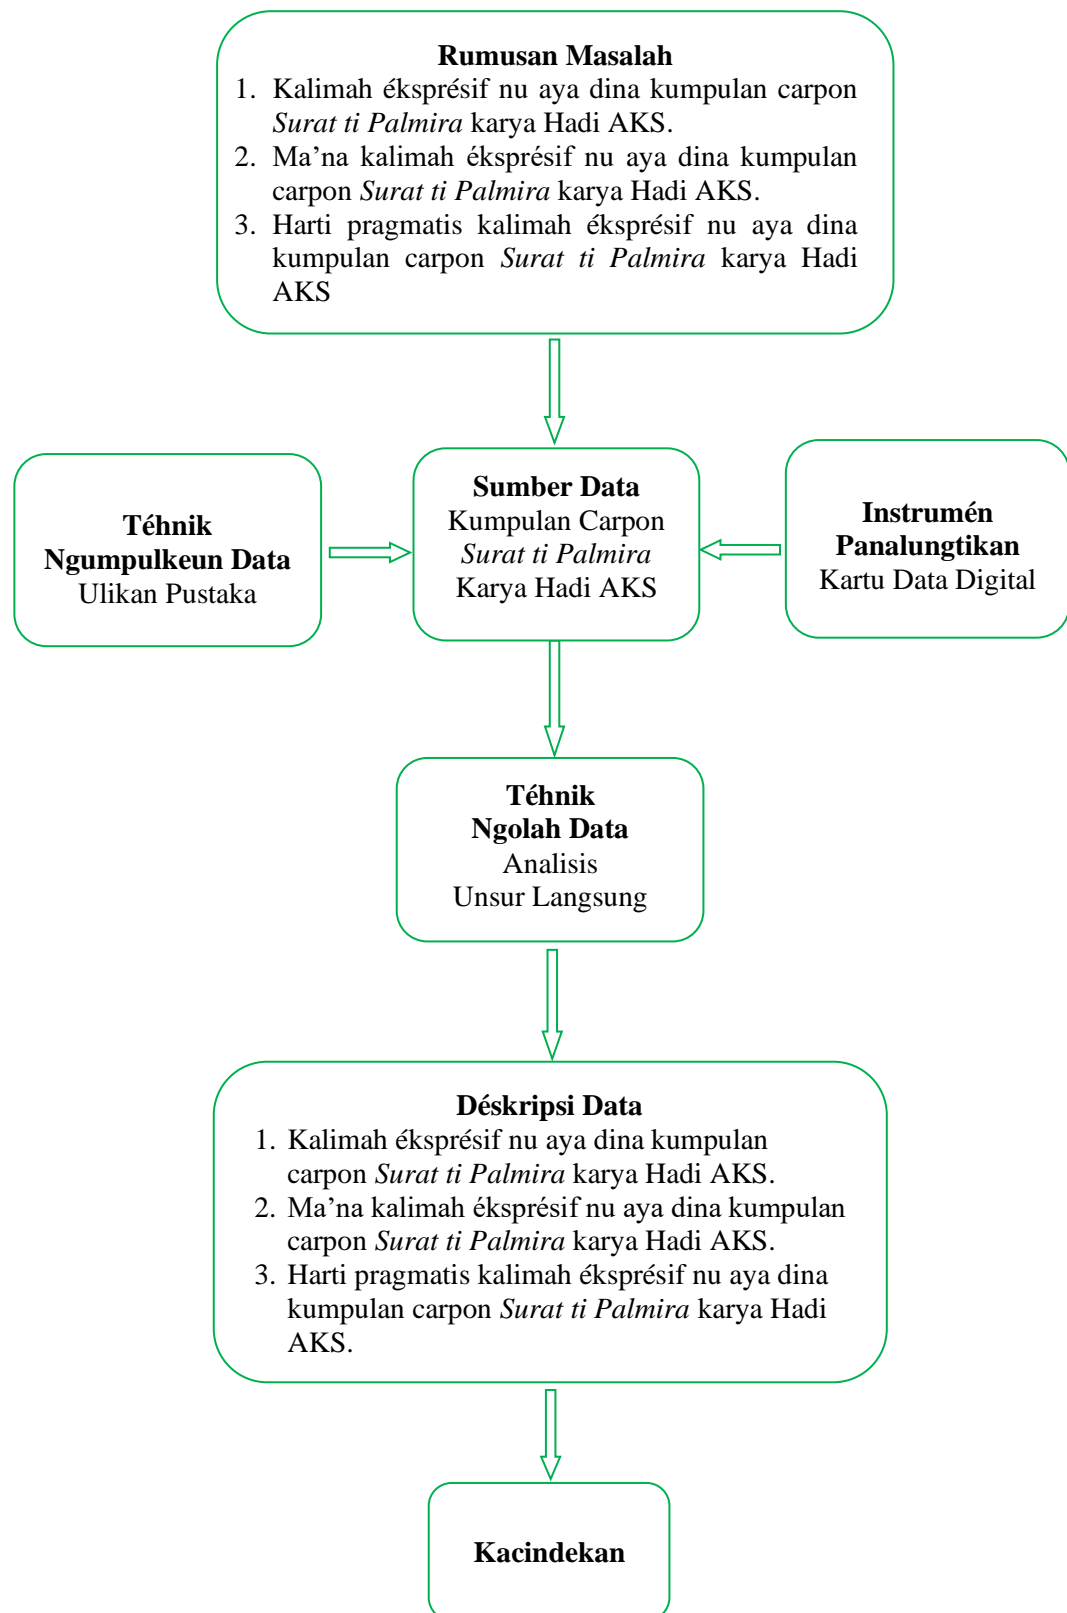 Rumusan Masalah
1. Kalimah éksprésif nu aya dina kumpulan carpon
Surat ti Palmira karya Hadi AKS.
2. Ma’na kalimah éksprésif nu aya dina kumpulan
carpon Surat ti Palmira karya Hadi AKS.
3. Harti pragmatis kalimah éksprésif nu aya dina
kumpulan carpon Surat ti Palmira karya Hadi
AKS
Téhnik
Ngumpulkeun Data
Ulikan Pustaka
Sumber Data
Kumpulan Carpon
Surat ti Palmira
Karya Hadi AKS
Instrumén
Panalungtikan
Kartu Data Digital
Téhnik
Ngolah Data
Analisis
Unsur Langsung
Déskripsi Data
1. Kalimah éksprésif nu aya dina kumpulan
carpon Surat ti Palmira karya Hadi AKS.
2. Ma’na kalimah éksprésif nu aya dina kumpulan
carpon Surat ti Palmira karya Hadi AKS.
3. Harti pragmatis kalimah éksprésif nu aya dina
kumpulan carpon Surat ti Palmira karya Hadi
AKS.
Kacindekan